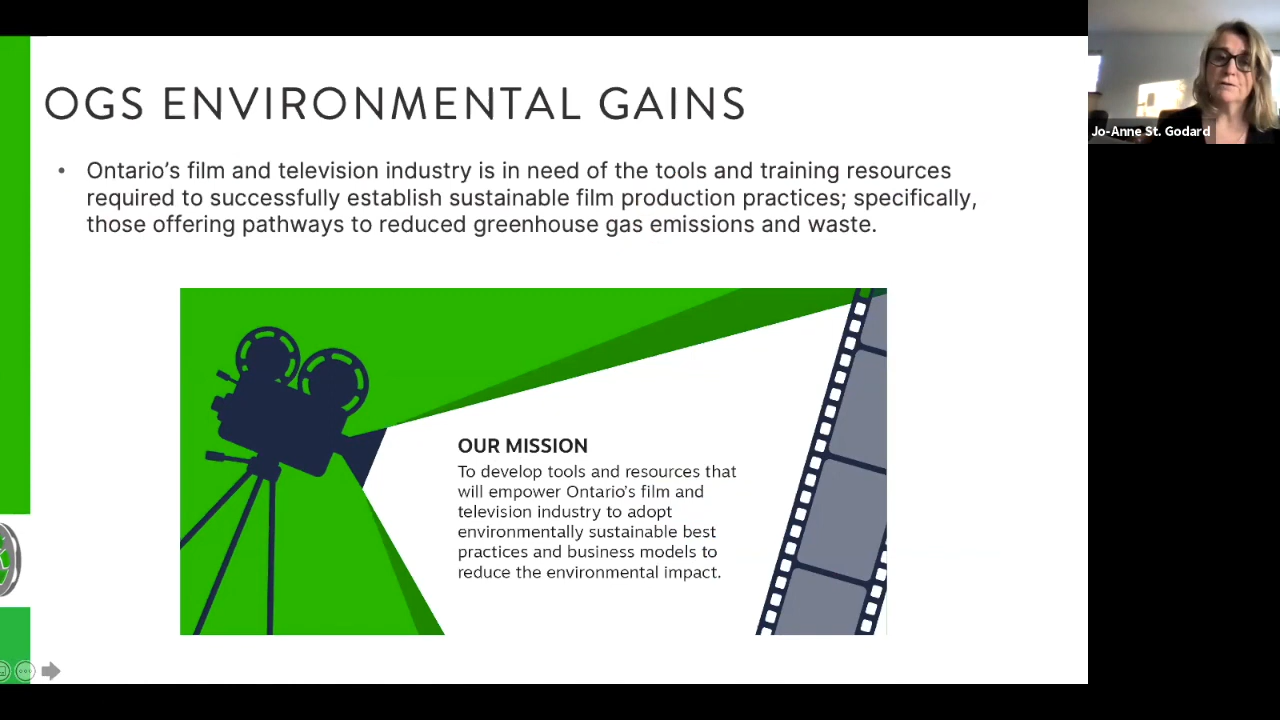 OGS ENVIRONMENTAL GAINS
• Ontario’s film and television industry is in need of the tools and training resources
required to successfully establish sustainable film production practices; specifically,
those offering pathways to reduced greenhouse gas emissions and waste.
OUR MISSION
To develop tools and resources that
will empower Ontario’s film and
television industry to adopt
environmentally sustainable best
practices and business models to
reduce the environmental impact.
Jo-Anne St. Godard